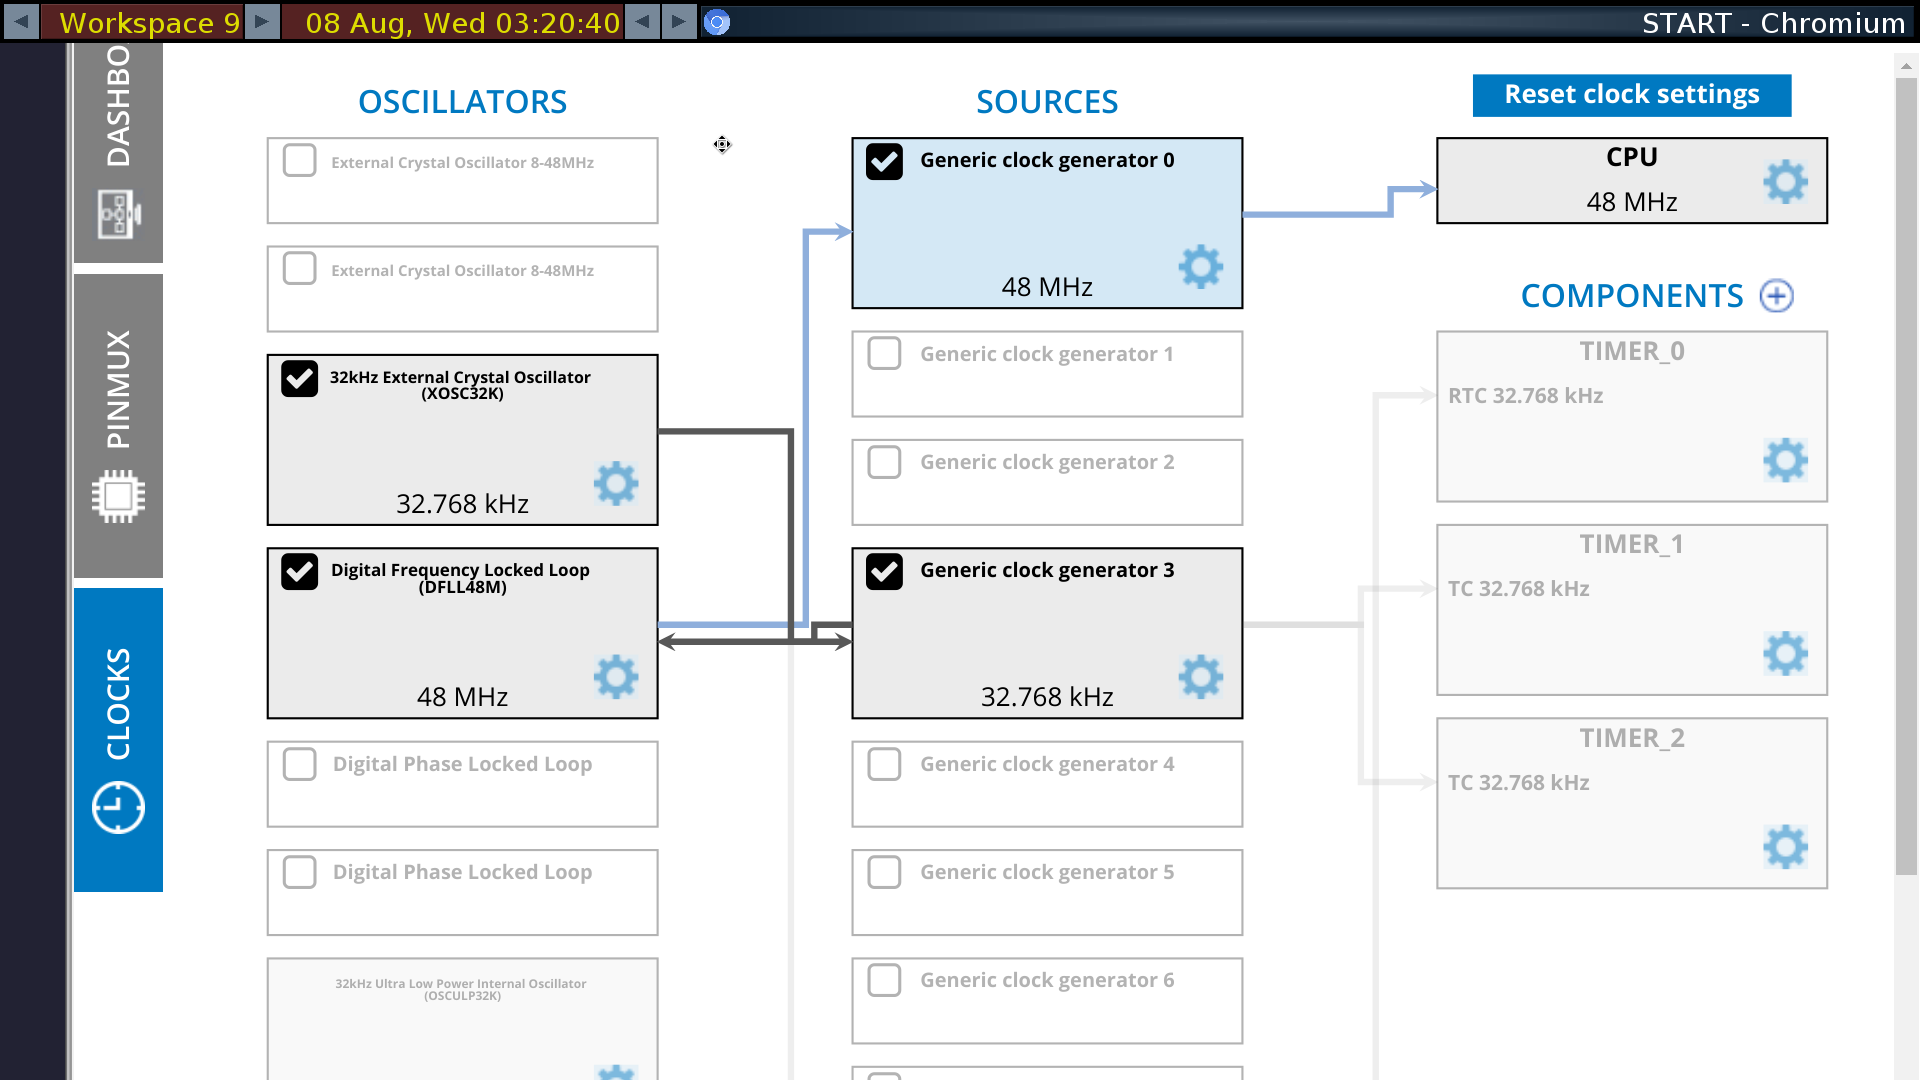 Workspace 9
08 Aug, Wed 03:20:40
START - Chromium
DASHBO
PINMUX
CLOCKS
OSCILLATORS
External Crystal Oscillator 8-48MHz
External Crystal Oscillator 8-48MHz
32kHz External Crystal Oscillator
(XOSC32K)
32.768 kHz
Digital Frequency Locked Loop
(DFLL48M)
48 MHz
Digital Phase Locked Loop
Digital Phase Locked Loop
32kHz Ultra Low Power Internal Oscillator
(OSCULP32K)
SOURCES
Generic clock generator 0
48 MHz
Generic clock generator 1
Generic clock generator 2
Generic clock generator 3
32.768 kHz
Generic clock generator 4
Generic clock generator 5
Generic clock generator 6
Reset clock settings
CPU
48 MHz
COMPONENTS
TIMER_0
RTC 32.768 kHz
TIMER_1
TC 32.768 kHz
TIMER_2
TC 32.768 kHz